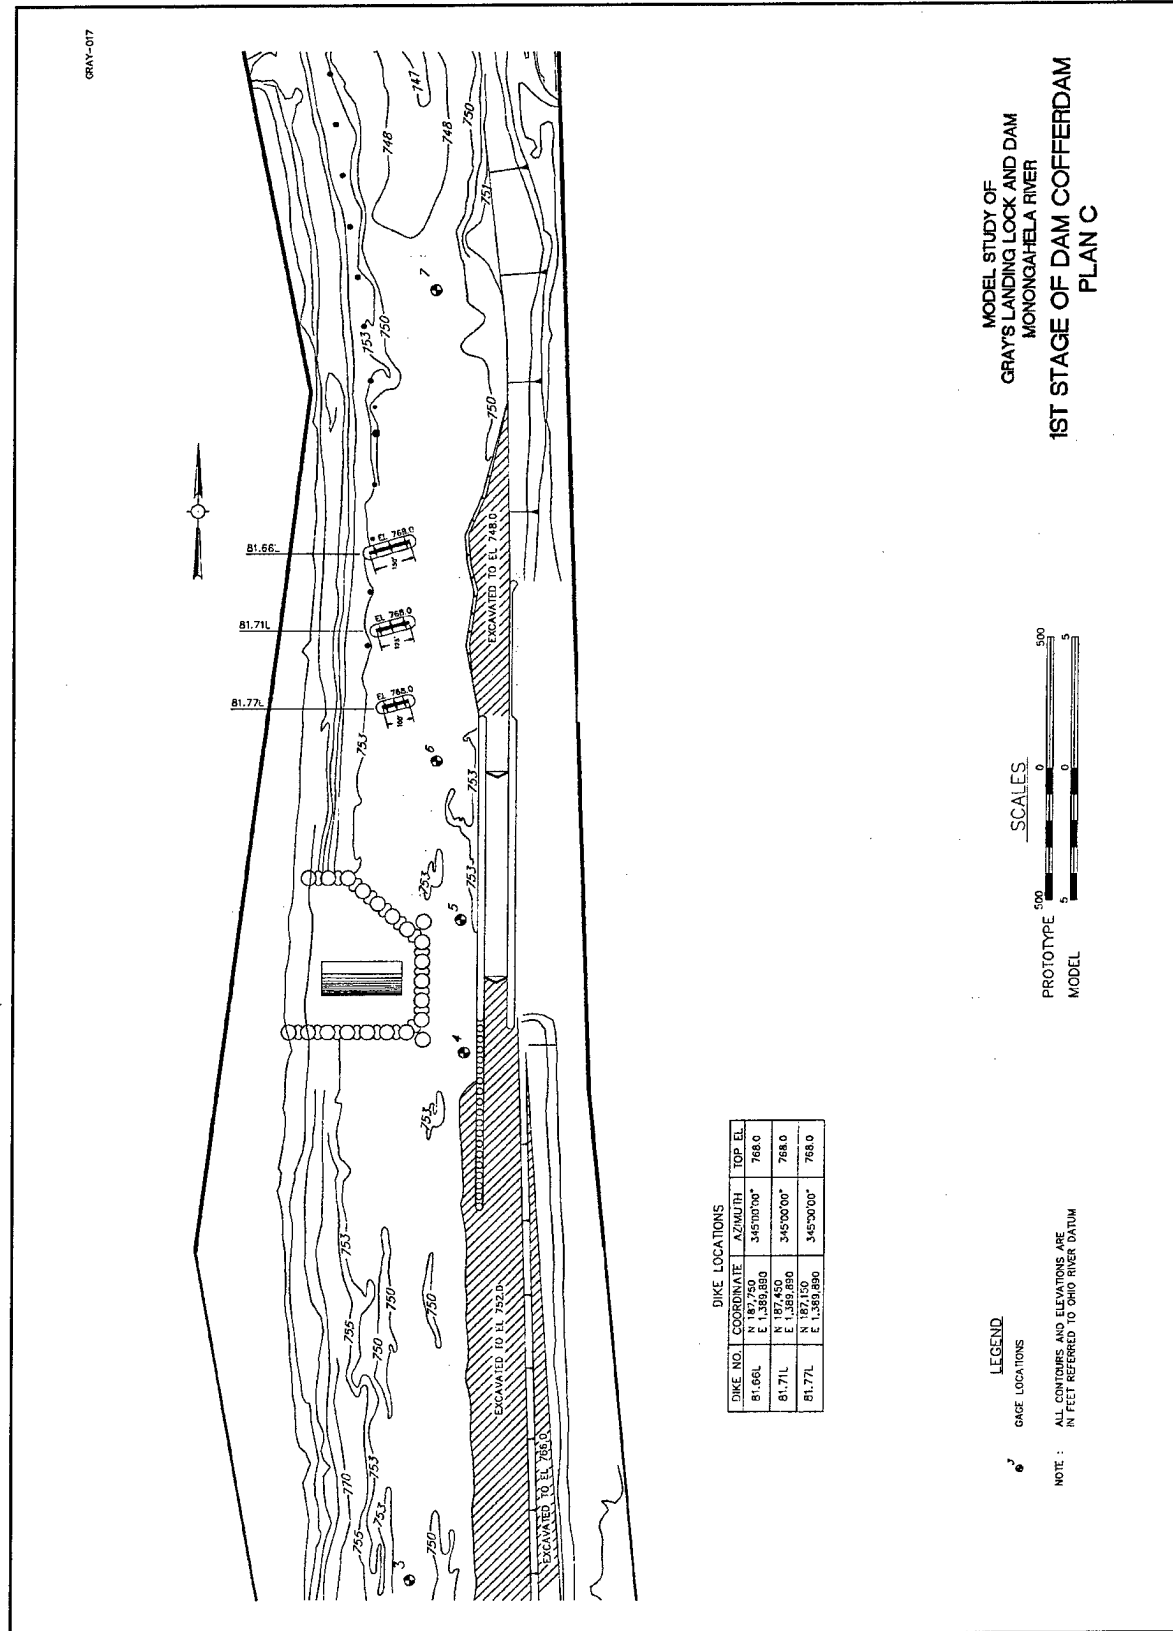 GRAY-017
747
748
748
750
751
7
753
750
750
81.66L
EL 768.0
150'
81.71L
EL 768.0
125'
81.77L
EL 768.0
100'
EXCAVATED TO EL 748.0
753
6
753
753
753
5
4
753
753
755
750
750
750
EXCAVATED TO EL 752.0
770
753
755
753
750
3
EXCAVATED TO EL 766.0
MODEL STUDY OF
GRAY'S LANDING LOCK AND DAM
MONONGAHELA RIVER
1ST STAGE OF DAM COFFERDAM
PLAN C
SCALES
PROTOTYPE 500 0 500
MODEL 5 0 5
DIKE LOCATIONS
DIKE NO. COORDINATE AZIMUTH TOP EL
81.66L N 187,750 E 1,389,890 345°00'00" 768.0
81.71L N 187,450 E 1,389,890 345°00'00" 768.0
81.77L N 187,150 E 1,389,890 345°00'00" 768.0
LEGEND
3 GAGE LOCATIONS
NOTE : ALL CONTOURS AND ELEVATIONS ARE
IN FEET REFERRED TO OHIO RIVER DATUM